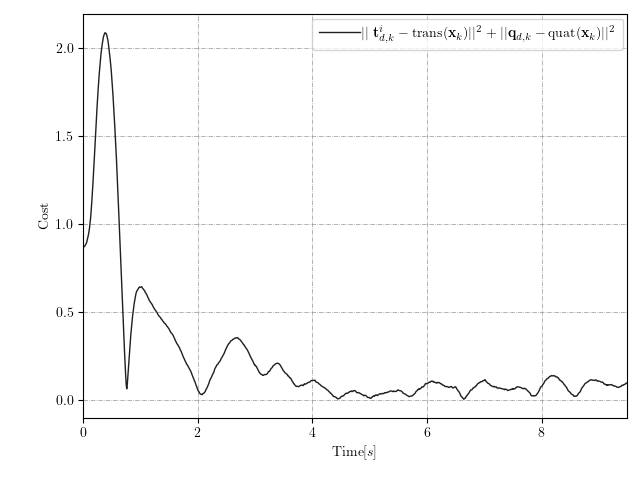 || t^i_{d,k} − trans(x_k)||² + ||q_{d,k} − quat(x_k)||²
2.0
1.5
1.0
0.5
0.0
Cost
0 2 4 6 8
Time[s]